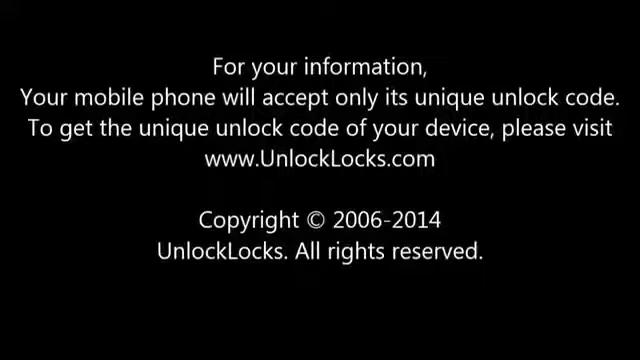 For your information,
Your mobile phone will accept only its unique unlock code.
To get the unique unlock code of your device, please visit
www.UnlockLocks.com
Copyright © 2006-2014
UnlockLocks. All rights reserved.